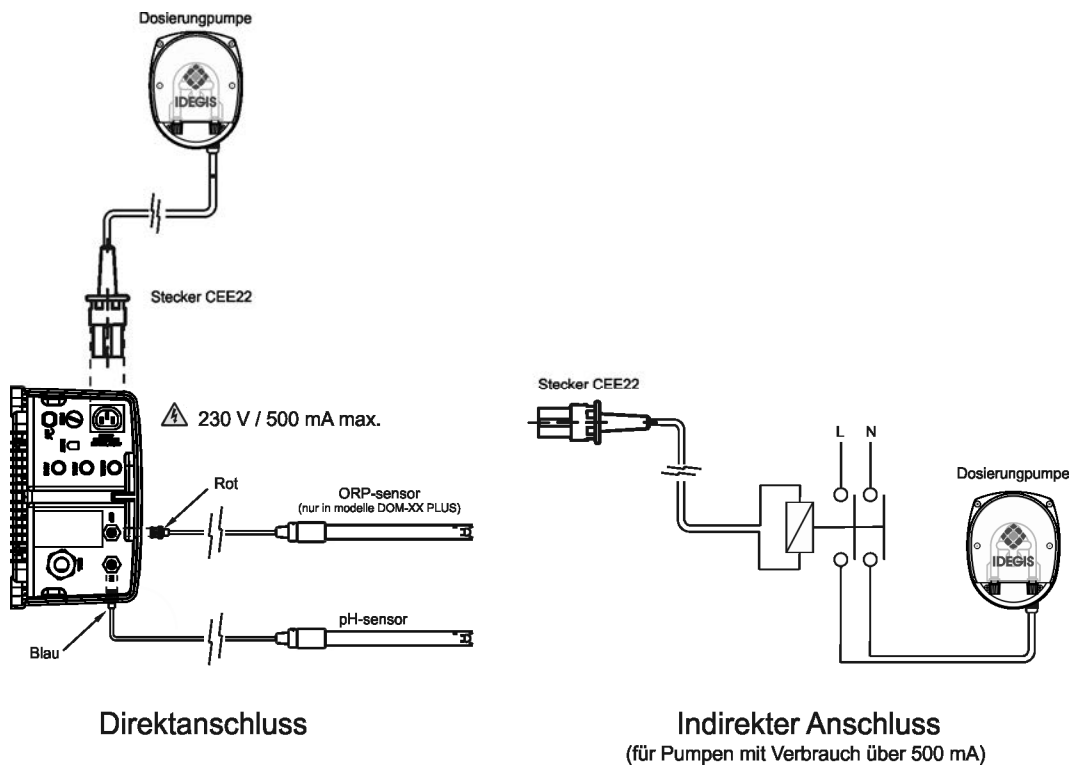 Dosierungpumpe
IDEGIS
Stecker CEE22
230 V / 500 mA max.
Rot
ORP-sensor
(nur in modelle DOM-XX PLUS)
pH-sensor
Blau
Direktanschluss
Stecker CEE22
L N
Dosierungpumpe
IDEGIS
Indirekter Anschluss
(für Pumpen mit Verbrauch über 500 mA)